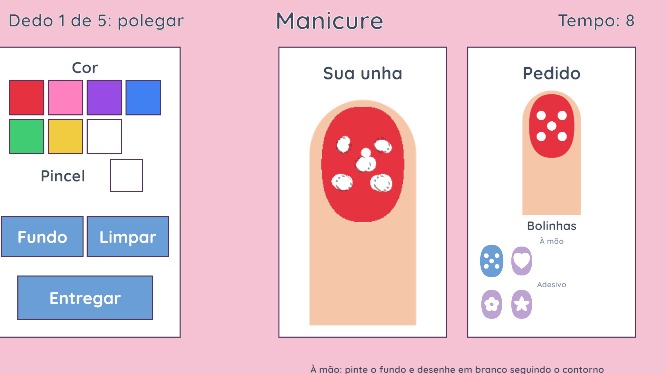 Dedo 1 de 5: polegar
Manicure
Tempo: 8
Cor
Pincel
Fundo
Limpar
Entregar
Sua unha
Pedido
Bolinhas
À mão
Adesivo
À mão: pinte o fundo e desenhe em branco seguindo o contorno